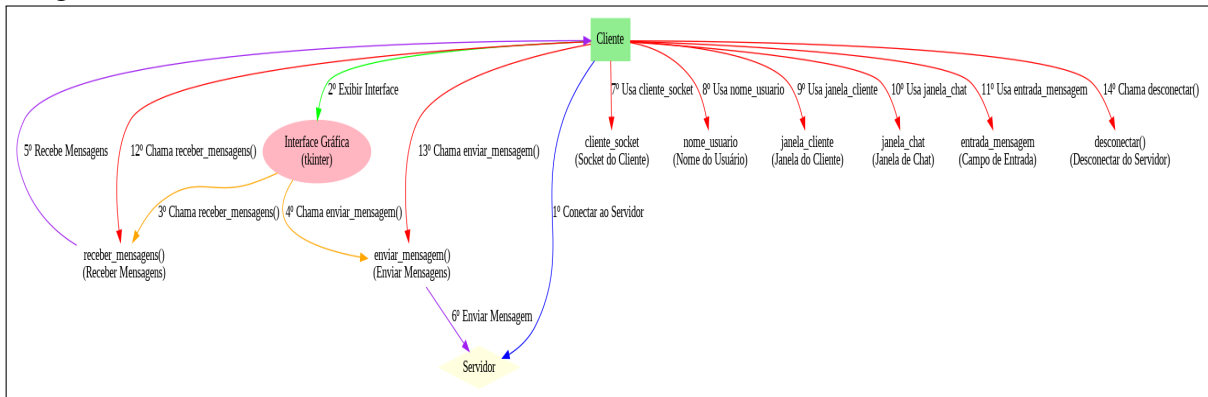 Cliente
2º Exibir Interface
7º Usa cliente_socket
8º Usa nome_usuario
9º Usa janela_cliente
10º Usa janela_chat
11º Usa entrada_mensagem
14º Chama desconectar()
5º Recebe Mensagens
12º Chama receber_mensagens()
Interface Gráfica
(tkinter)
13º Chama enviar_mensagem()
cliente_socket
(Socket do Cliente)
nome_usuario
(Nome do Usuário)
janela_cliente
(Janela do Cliente)
janela_chat
(Janela de Chat)
entrada_mensagem
(Campo de Entrada)
desconectar()
(Desconectar do Servidor)
3º Chama receber_mensagens()
4º Chama enviar_mensagem()
1º Conectar ao Servidor
receber_mensagens()
(Receber Mensagens)
enviar_mensagem()
(Enviar Mensagens)
6º Enviar Mensagem
Servidor